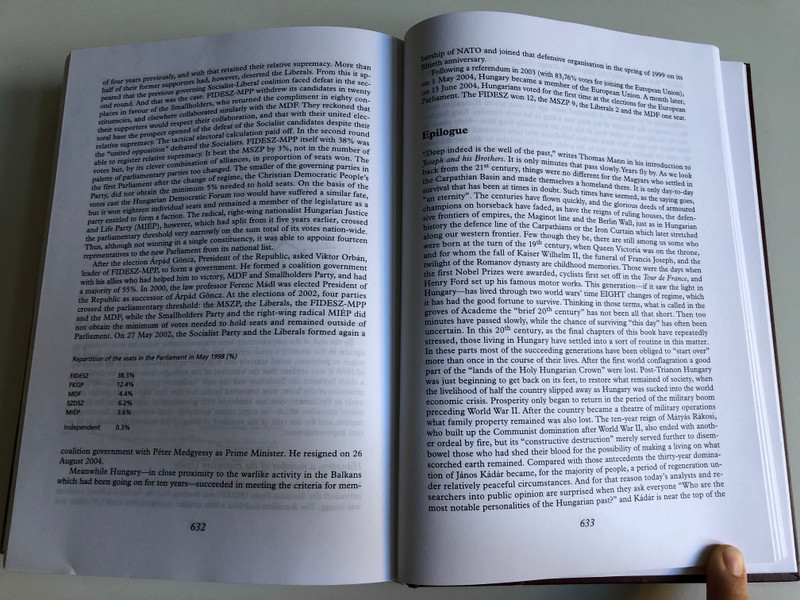 of four years previously, and with that retained their relative supremacy. More than
half of their former supporters had, however, deserted the Liberals. From this it ap-
peared that the previous governing Socialist-Liberal coalition faced defeat in the sec-
ond round. And that was the case. FIDESZ-MPP withdrew its candidates in twenty
places in favour of the Smallholders, who returned the compliment in eighty con-
stituencies, and elsewhere collaborated similarly with the MDF. They reckoned that
their supporters would respect their collaboration, and that with their united elec-
toral base the prospect opened of the defeat of the Socialist candidates despite their
relative supremacy. The tactical electoral calculation paid off. In the second round
the "united opposition" defeated the Socialists. FIDESZ-MPP itself with 38% was
able to register relative supremacy. It beat the MSZP by 3%, not in the number of
votes but, by its clever combination of alliances, in proportion of seats won. The
palette of parliamentary parties too changed. The smaller of the governing parties in
the first Parliament after the change of regime, the Christian Democratic People's
Party, did not obtain the minimum 5% needed to hold seats. On the basis of the
votes cast the Hungarian Democratic Forum too would have suffered a similar fate,
but it won eighteen individual seats and remained a member of the legislature as a
party entitled to form a faction. The radical, right-wing nationalist Hungarian Justice
and Life Party (MIÉP), however, which had split from it five years earlier, crossed
the parliamentary threshold very narrowly on the sum total of its votes nation-wide.
Thus, although not winning in a single constituency, it was able to appoint fourteen
representatives to the new Parliament from its national list.
After the election Árpád Göncz, President of the Republic, asked Viktor Orbán,
leader of FIDESZ-MPP, to form a government. He formed a coalition government
with his allies who had helped him to victory, MDF and Smallholders Party, and had
a majority of 55%. In 2000, the law professor Ferenc Mádl was elected President of
the Republic as successor of Árpád Göncz. At the elections of 2002, four parties
crossed the parliamentary threshold: the MSZP, the Liberals, the FIDESZ-MPP
and the MDF, while the Smallholders Party and the right-wing radical MIÉP did
not obtain the minimum of votes needed to hold seats and remained outside of
Parliament. On 27 May 2002, the Socialist Party and the Liberals formed again a
Repartition of the seats in the Parliament in May 1998 (%)
FIDESZ 38.3%
FKGP 12.4%
MDF 4.4%
SZDSZ 6.2%
MIÉP 3.6%
Independent 0.3%
coalition government with Péter Medgyessy as Prime Minister. He resigned on 26
August 2004.
Meanwhile Hungary—in close proximity to the warlike activity in the Balkans
which had been going on for ten years—succeeded in meeting the criteria for mem-
632
bership of NATO and joined that defensive organisation in the spring of 1999 on its
fiftieth anniversary.
Following a referendum in 2003 (with 83,76% votes for joining the European Union),
on 1 May 2004, Hungary became a member of the European Union. A month later,
on 13 June 2004, Hungarians voted for the first time at the elections for the European
Parliament. The FIDESZ won 12, the MSZP 9, the Liberals 2 and the MDF one seat.
Epilogue
"Deep indeed is the well of the past," writes Thomas Mann in his introduction to
Joseph and his Brothers. It is only minutes that pass slowly. Years fly by. As we look
back from the 21st century, things were no different for the Magyars who settled in
the Carpathian Basin and made themselves a homeland there. It is only day-to-day
survival that has been at times in doubt. Such times have seemed, as the saying goes,
"an eternity". The centuries have flown quickly, and the glorious deeds of armoured
champions on horseback have faded, as have the reigns of ruling houses, the defen-
sive frontiers of empires, the Maginot line and the Berlin Wall, just as in Hungarian
history the defence line of the Carpathians or the Iron Curtain which later stretched
along our western frontier. Few though they be, there are still among us some who
were born at the turn of the 19th century, when Queen Victoria was on the throne,
and for whom the fall of Kaiser Wilhelm II, the funeral of Francis Joseph, and the
twilight of the Romanov dynasty are childhood memories. Those were the days when
the first Nobel Prizes were awarded, cyclists first set off in the Tour de France, and
Henry Ford set up his famous motor works. This generation—if it saw the light in
Hungary—has lived through two world wars' time EIGHT changes of regime, which
it has had the good fortune to survive. Thinking in those terms, what is called in the
groves of Academe the "brief 20th century" has not been all that short. Then too
minutes have passed slowly, while the chance of surviving "this day" has often been
uncertain. In this 20th century, as the final chapters of this book have repeatedly
stressed, those living in Hungary have settled into a sort of routine in this matter.
In these parts most of the succeeding generations have been obliged to "start over"
more than once in the course of their lives. After the first world conflagration a good
part of the "lands of the Holy Hungarian Crown" were lost. Post-Trianon Hungary
was just beginning to get back on its feet, to restore what remained of society, when
the livelihood of half the country slipped away as Hungary was sucked into the world
economic crisis. Prosperity only began to return in the period of the military boom
preceding World War II. After the country became a theatre of military operations
what family property remained was also lost. The ten-year reign of Mátyás Rákosi,
who built up the Communist domination after World War II, also ended with anoth-
er ordeal by fire, but its "constructive destruction" merely served further to disem-
bowel those who had shed their blood for the possibility of making a living on what
scorched earth remained. Compared with those antecedents the thirty-year domina-
tion of János Kádár became, for the majority of people, a period of regeneration un-
der relatively peaceful circumstances. And for that reason today's analysts and re-
searchers into public opinion are surprised when they ask everyone "Who are the
most notable personalities of the Hungarian past?" and Kádár is near the top of the
633